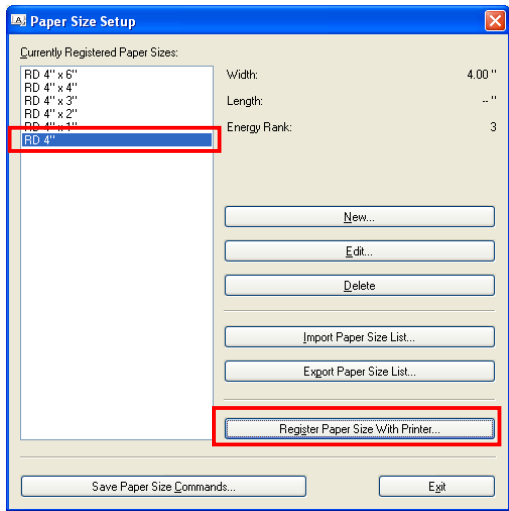 Paper Size Setup
Currently Registered Paper Sizes:
RD 4" x 6"
RD 4" x 4"
RD 4" x 3"
RD 4" x 2"
RD 4" x 1"
RD 4"
Width: 4.00 "
Length: -- "
Energy Rank: 3
New...
Edit...
Delete
Import Paper Size List...
Export Paper Size List...
Register Paper Size With Printer...
Save Paper Size Commands...
Exit